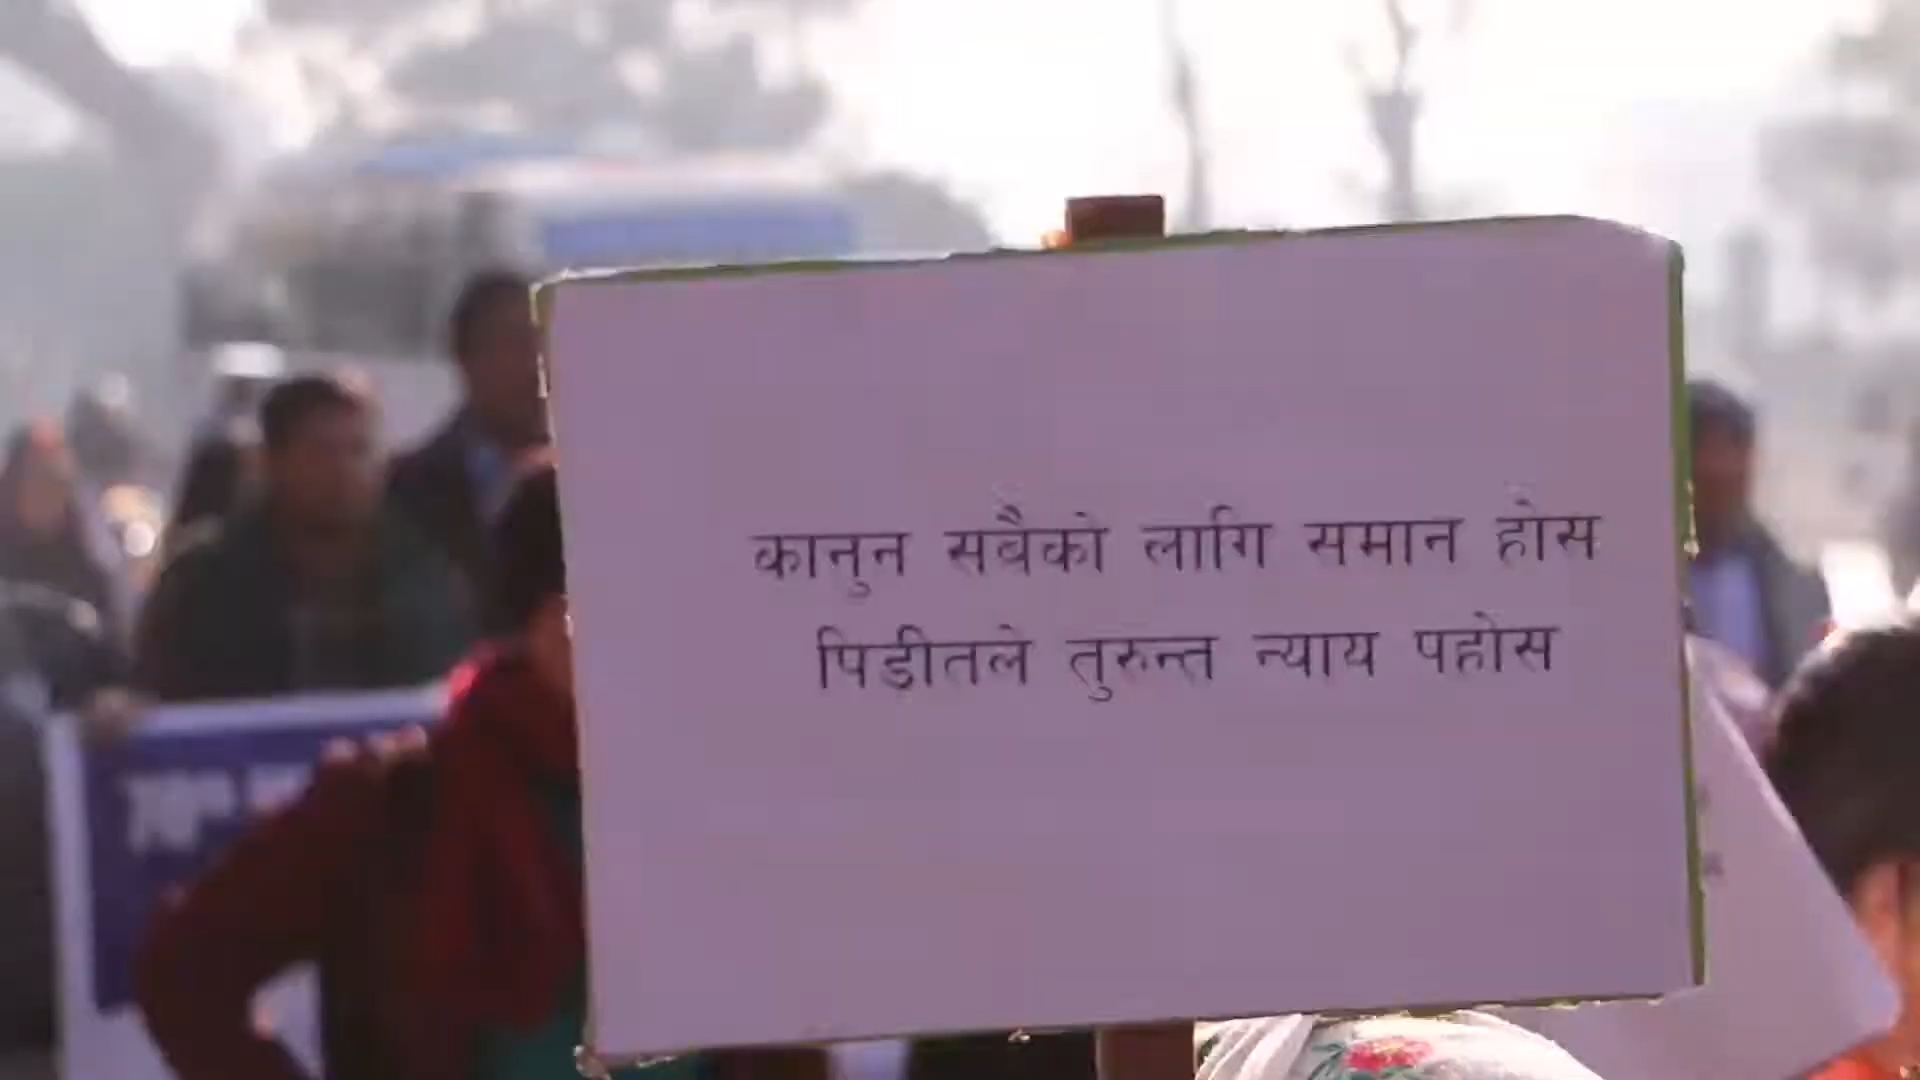 कानुन सबैको लागि समान होस
पिडीतले तुरुन्त न्याय पहोस